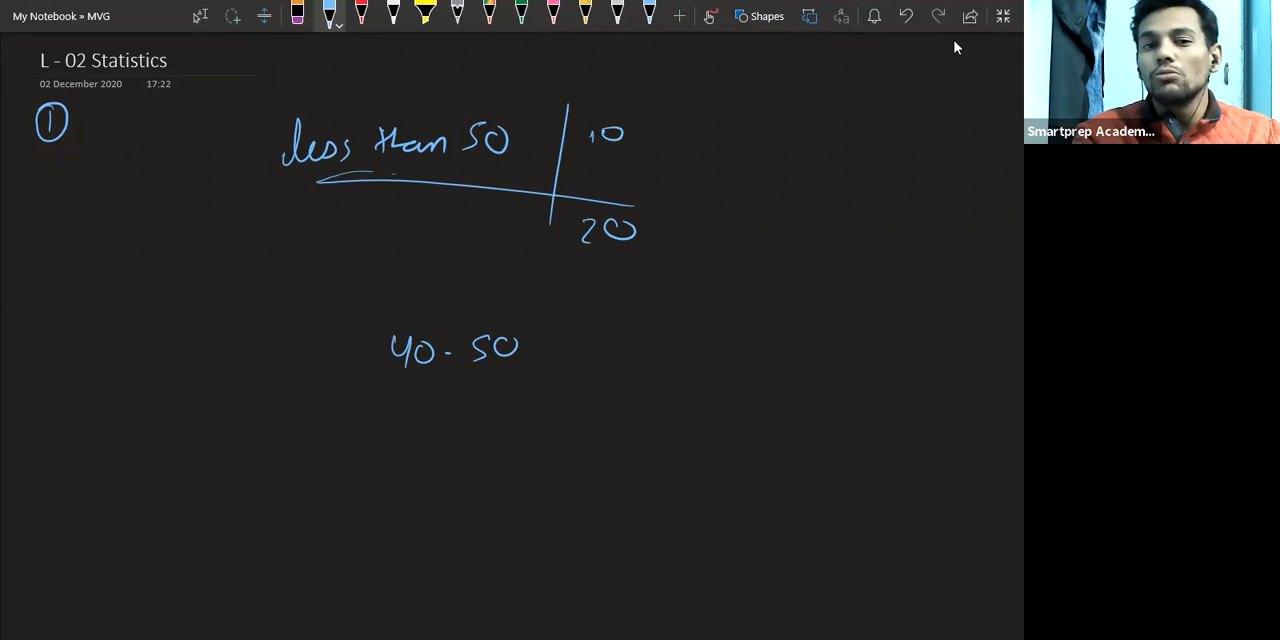 My Notebook » MVG
Shapes
L - 02 Statistics
02 December 2020 17:22
Smartprep Academ...
1
less than 50 10
20
40 - 50